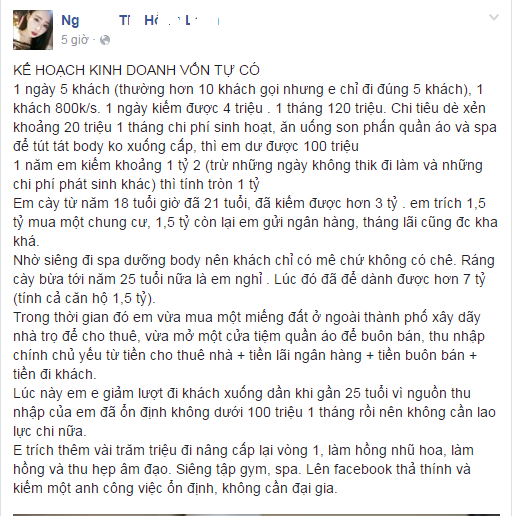 Ng
5 giờ
KẾ HOẠCH KINH DOANH VỐN TỰ CÓ
1 ngày 5 khách (thường hơn 10 khách gọi nhưng e chỉ đi đúng 5 khách), 1
khách 800k/s. 1 ngày kiếm được 4 triệu . 1 tháng 120 triệu. Chi tiêu dè xẻn
khoảng 20 triệu 1 tháng chi phí sinh hoạt, ăn uống son phấn quần áo và spa
để tút tát body ko xuống cấp, thì em dư được 100 triệu
1 năm em kiếm khoảng 1 tỷ 2 (trừ những ngày không thik đi làm và những
chi phí phát sinh khác) thì tính tròn 1 tỷ
Em cày từ năm 18 tuổi giờ đã 21 tuổi, đã kiếm được hơn 3 tỷ . em trích 1,5
tỷ mua một chung cư, 1,5 tỷ còn lại em gửi ngân hàng, tháng lãi cũng đc kha
khá.
Nhờ siêng đi spa dưỡng body nên khách chỉ có mê chứ không có chê. Ráng
cày bừa tới năm 25 tuổi nữa là em nghỉ . Lúc đó đã để dành được hơn 7 tỷ
(tính cả căn hộ 1,5 tỷ).
Trong thời gian đó em vừa mua một miếng đất ở ngoài thành phố xây dãy
nhà trọ để cho thuê, vừa mở một cửa tiệm quần áo để buôn bán, thu nhập
chính chủ yếu từ tiền cho thuê nhà + tiền lãi ngân hàng + tiền buôn bán +
tiền đi khách.
Lúc này em e giảm lượt đi khách xuống dần khi gần 25 tuổi vì nguồn thu
nhập của em đã ổn định không dưới 100 triệu 1 tháng rồi nên không cần lao
lực chi nữa.
E trích thêm vài trăm triệu đi nâng cấp lại vòng 1, làm hồng nhũ hoa, làm
hồng và thu hẹp âm đạo. Siêng tập gym, spa. Lên facebook thả thính và
kiếm một anh công việc ổn định, không cần đại gia.